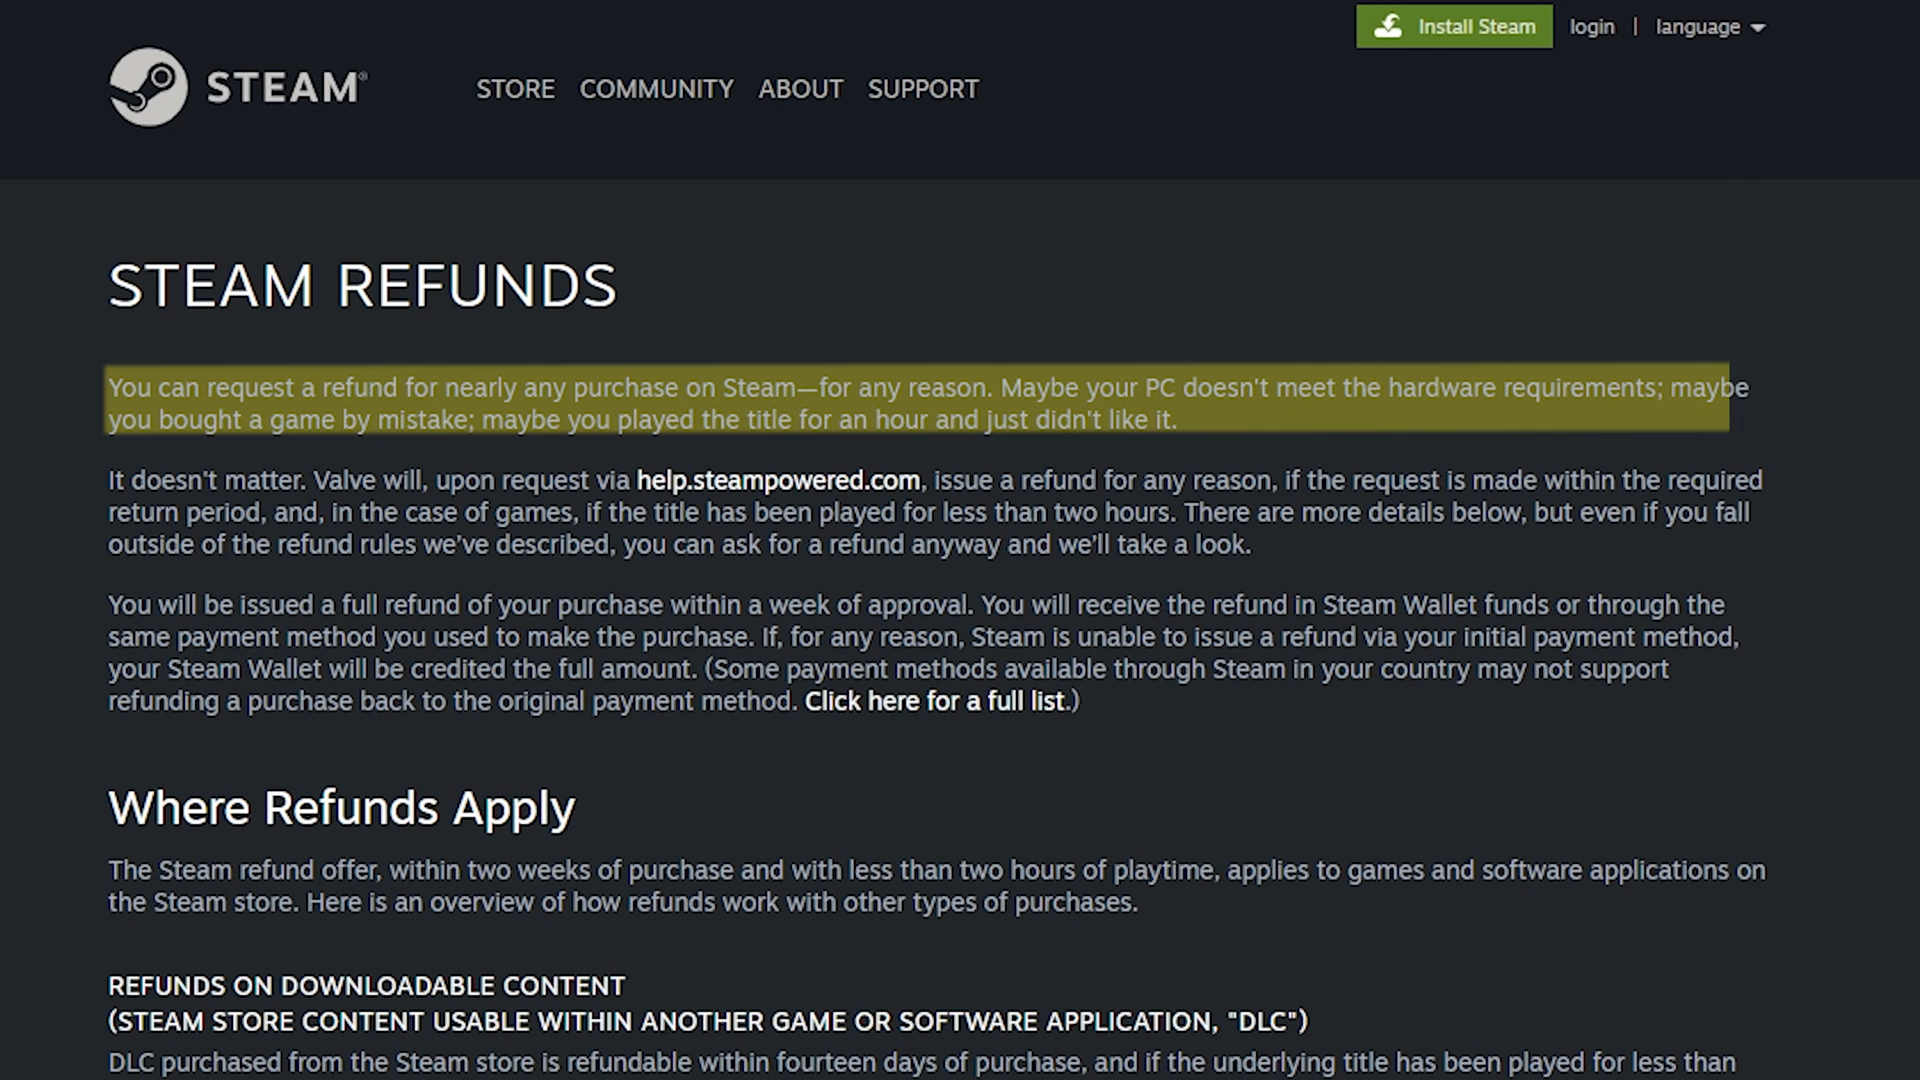 Install Steam login | language
STEAM® STORE COMMUNITY ABOUT SUPPORT
STEAM REFUNDS
You can request a refund for nearly any purchase on Steam—for any reason. Maybe your PC doesn't meet the hardware requirements; maybe
you bought a game by mistake; maybe you played the title for an hour and just didn't like it.
It doesn't matter. Valve will, upon request via help.steampowered.com, issue a refund for any reason, if the request is made within the required
return period, and, in the case of games, if the title has been played for less than two hours. There are more details below, but even if you fall
outside of the refund rules we’ve described, you can ask for a refund anyway and we’ll take a look.
You will be issued a full refund of your purchase within a week of approval. You will receive the refund in Steam Wallet funds or through the
same payment method you used to make the purchase. If, for any reason, Steam is unable to issue a refund via your initial payment method,
your Steam Wallet will be credited the full amount. (Some payment methods available through Steam in your country may not support
refunding a purchase back to the original payment method. Click here for a full list.)
Where Refunds Apply
The Steam refund offer, within two weeks of purchase and with less than two hours of playtime, applies to games and software applications on
the Steam store. Here is an overview of how refunds work with other types of purchases.
REFUNDS ON DOWNLOADABLE CONTENT
(STEAM STORE CONTENT USABLE WITHIN ANOTHER GAME OR SOFTWARE APPLICATION, "DLC")
DLC purchased from the Steam store is refundable within fourteen days of purchase, and if the underlying title has been played for less than